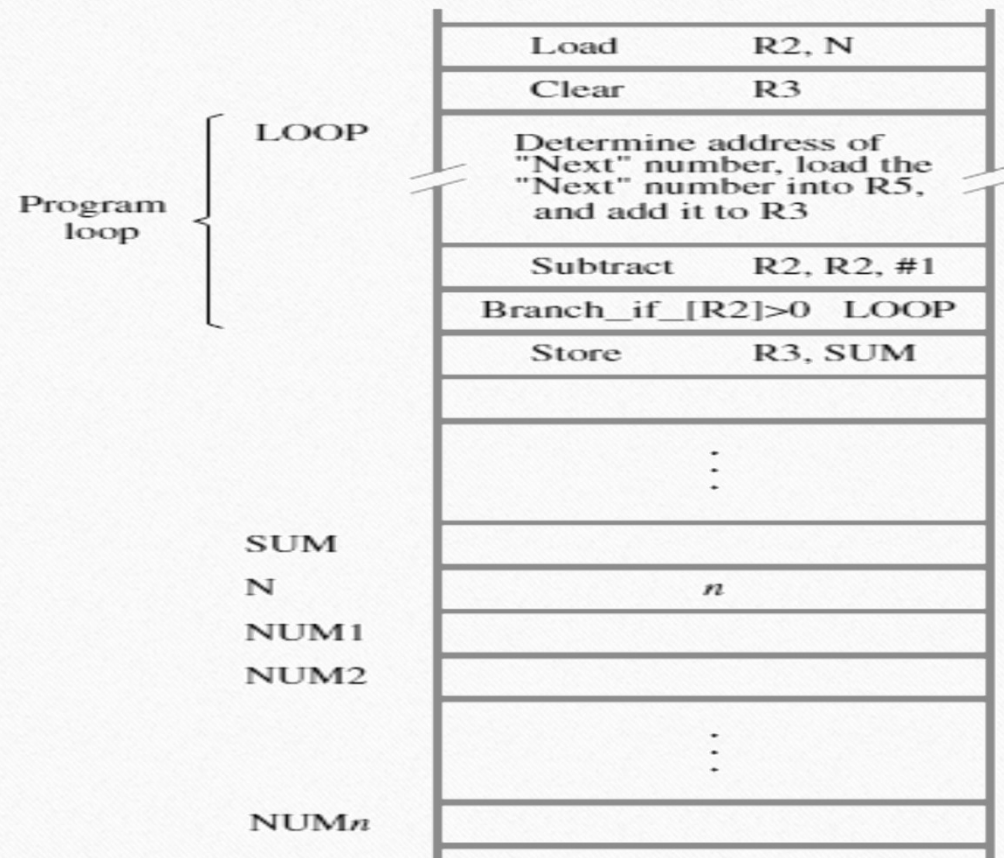 Load R2, N
Clear R3
LOOP
Determine address of
"Next" number, load the
"Next" number into R5,
and add it to R3
Program
loop
Subtract R2, R2, #1
Branch_if_[R2]>0 LOOP
Store R3, SUM
SUM
N n
NUM1
NUM2
NUMn